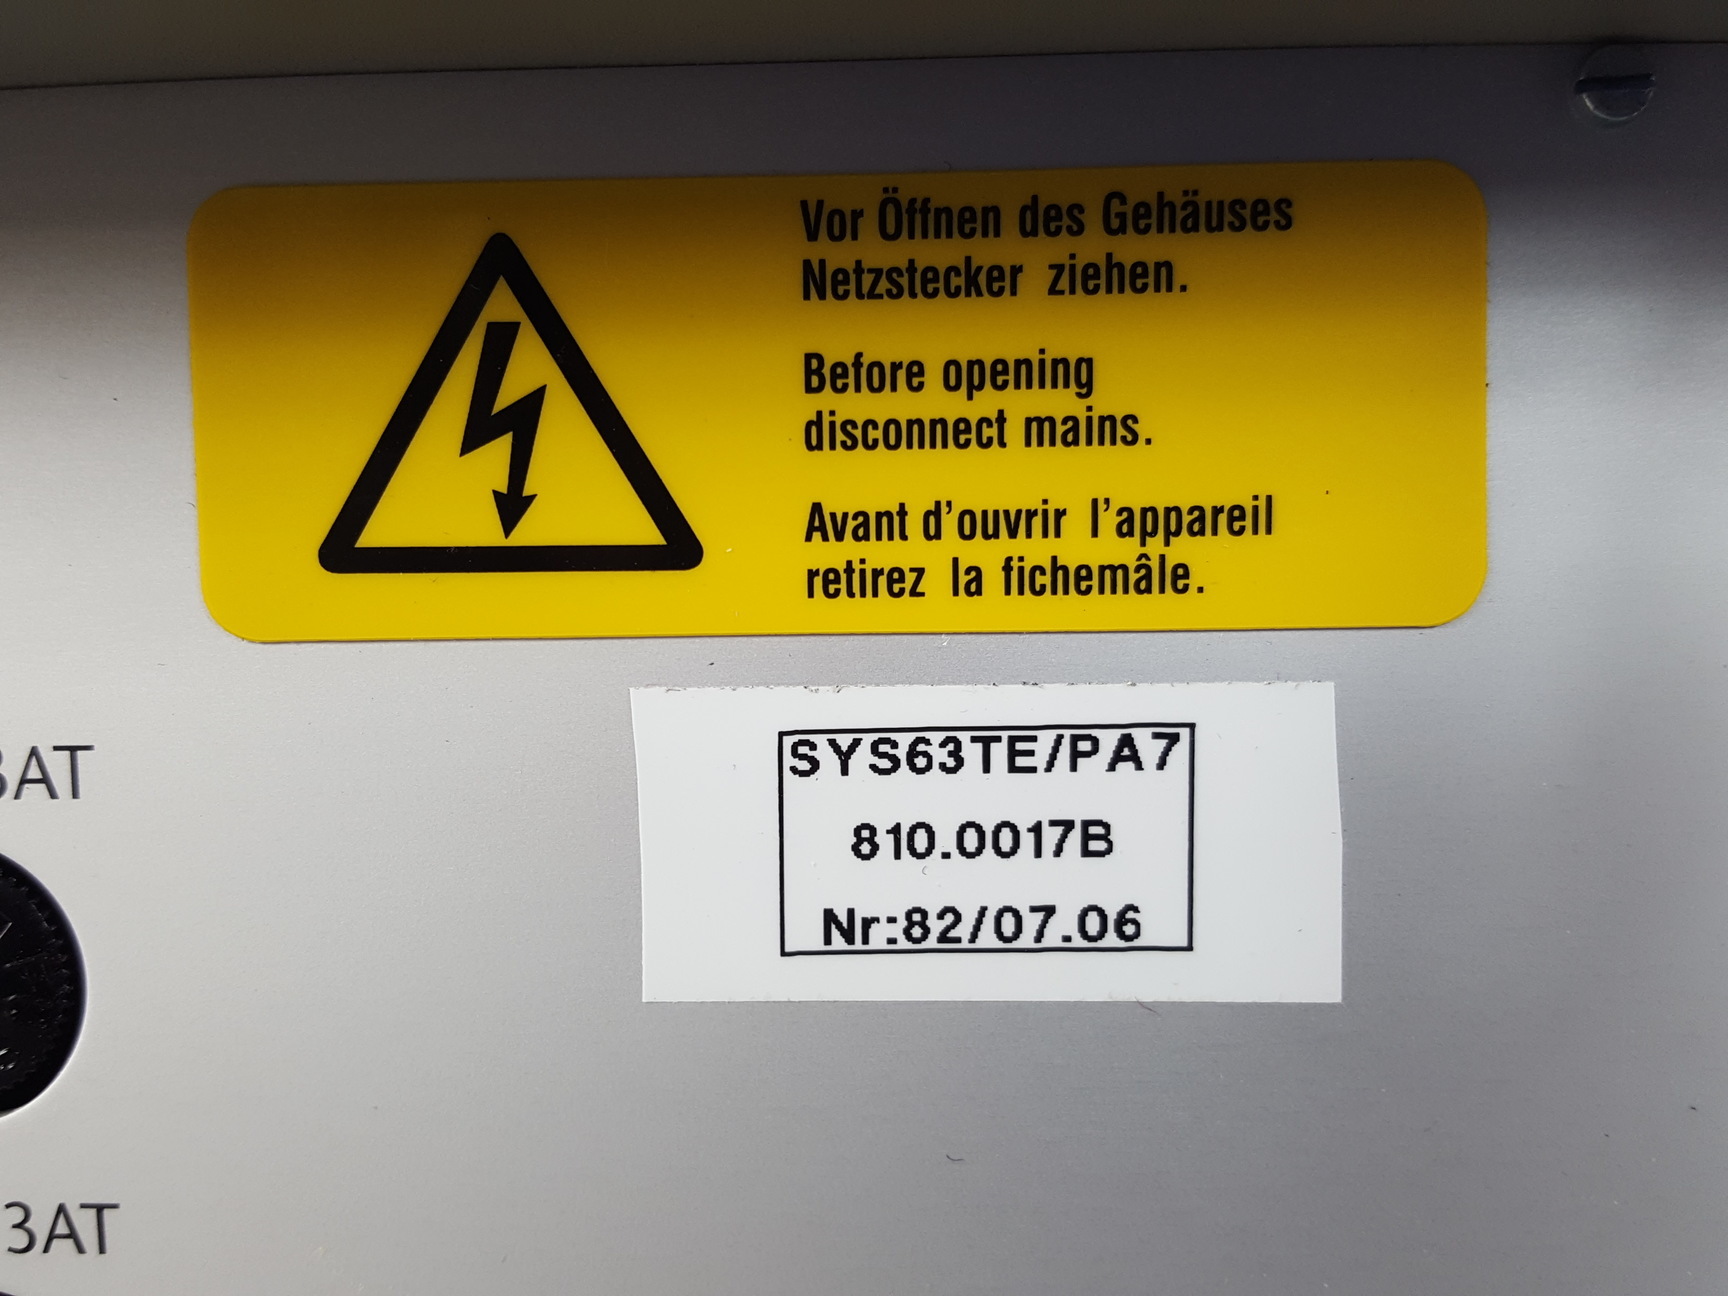 Vor Öffnen des Gehäuses
Netzstecker ziehen.
Before opening
disconnect mains.
Avant d'ouvrir l'appareil
retirez la fichemâle.
SYS63TE/PA7
810.0017B
Nr:82/07.06
3AT
3AT